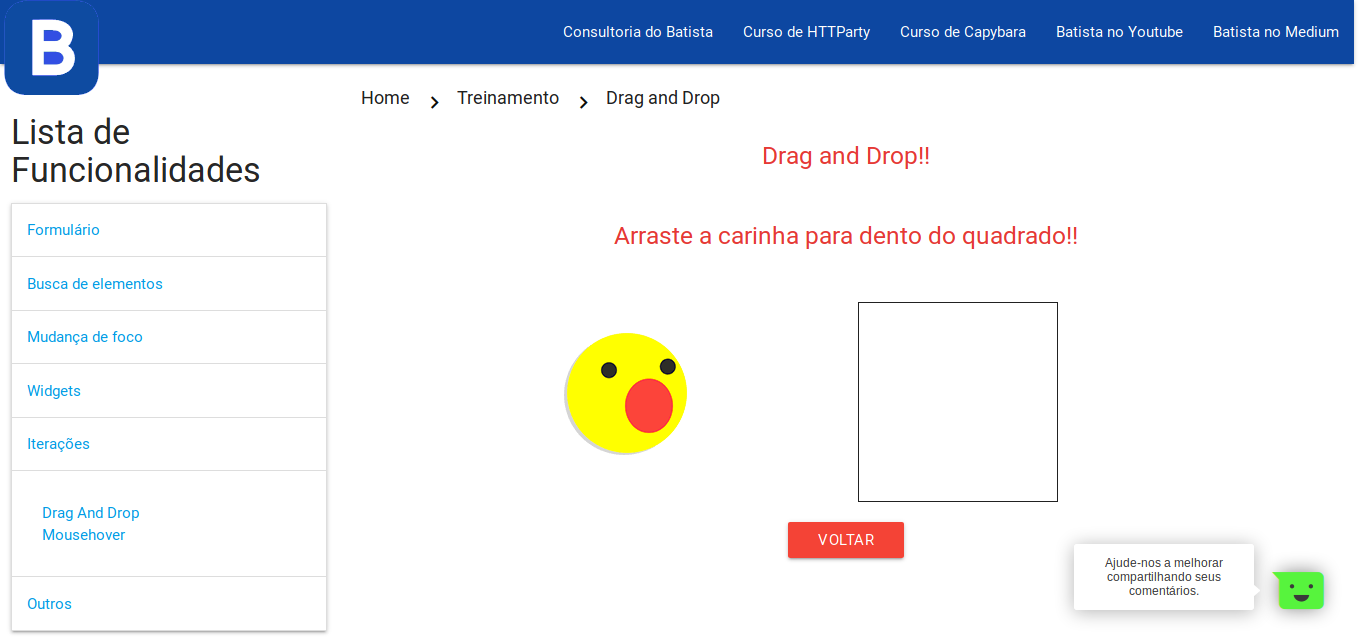 B
Consultoria do Batista Curso de HTTParty Curso de Capybara Batista no Youtube Batista no Medium
Home Treinamento Drag and Drop
Lista de
Funcionalidades
Formulário
Busca de elementos
Mudança de foco
Widgets
Iterações
Drag And Drop
Mousehover
Outros
Drag and Drop!!
Arraste a carinha para dento do quadrado!!
VOLTAR
Ajude-nos a melhorar
compartilhando seus
comentários.